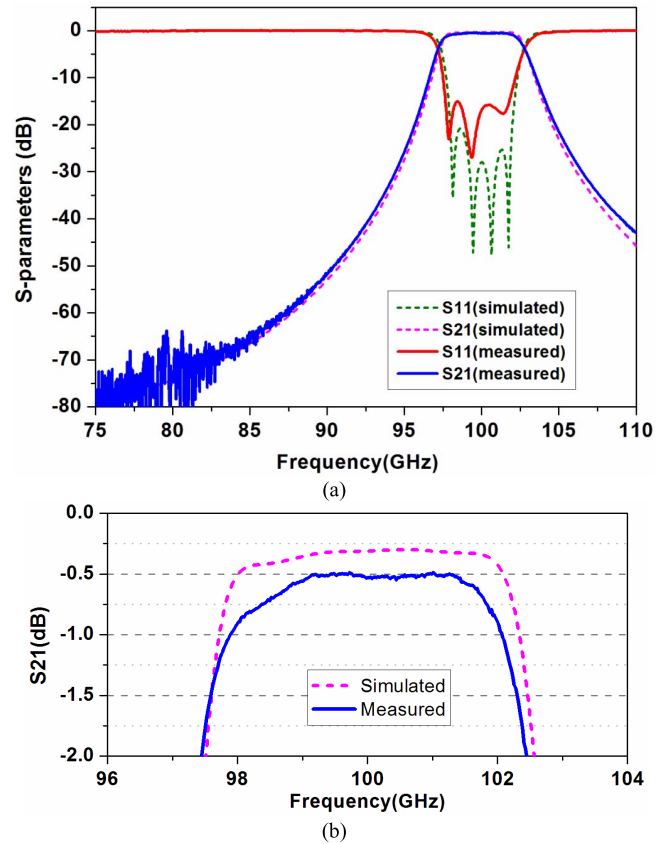 0
-10
-20
-30
-40
-50
-60
-70
-80
S-parameters (dB)
S11(simulated)
S21(simulated)
S11(measured)
S21(measured)
75 80 85 90 95 100 105 110
Frequency(GHz)
(a)
0.0
-0.5
-1.0
-1.5
-2.0
S21(dB)
Simulated
Measured
96 98 100 102 104
Frequency(GHz)
(b)